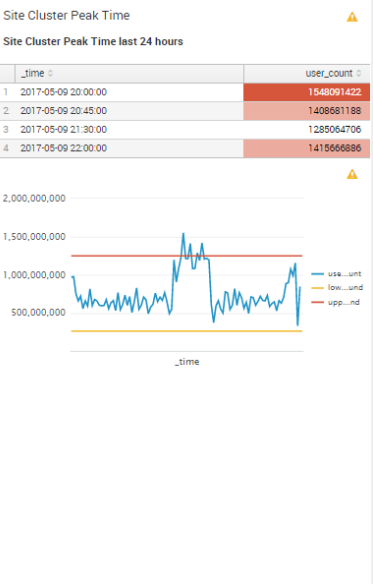 Site Cluster Peak Time
Site Cluster Peak Time last 24 hours
_time user_count
1 2017-05-09 20:00:00 1548091422
2 2017-05-09 20:45:00 1408681188
3 2017-05-09 21:30:00 1285064706
4 2017-05-09 22:00:00 1415666886
2,000,000,000
1,500,000,000
1,000,000,000
500,000,000
use...unt
low...und
upp...nd
_time